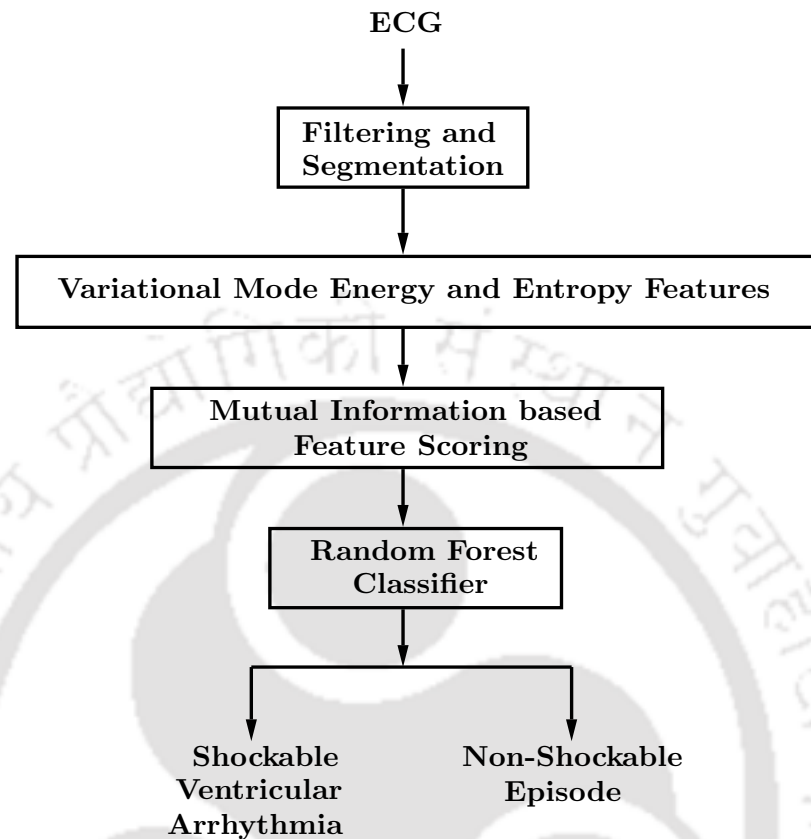 ECG
Filtering and
Segmentation
Variational Mode Energy and Entropy Features
Mutual Information based
Feature Scoring
Random Forest
Classifier
Shockable
Ventricular
Arrhythmia
Non-Shockable
Episode